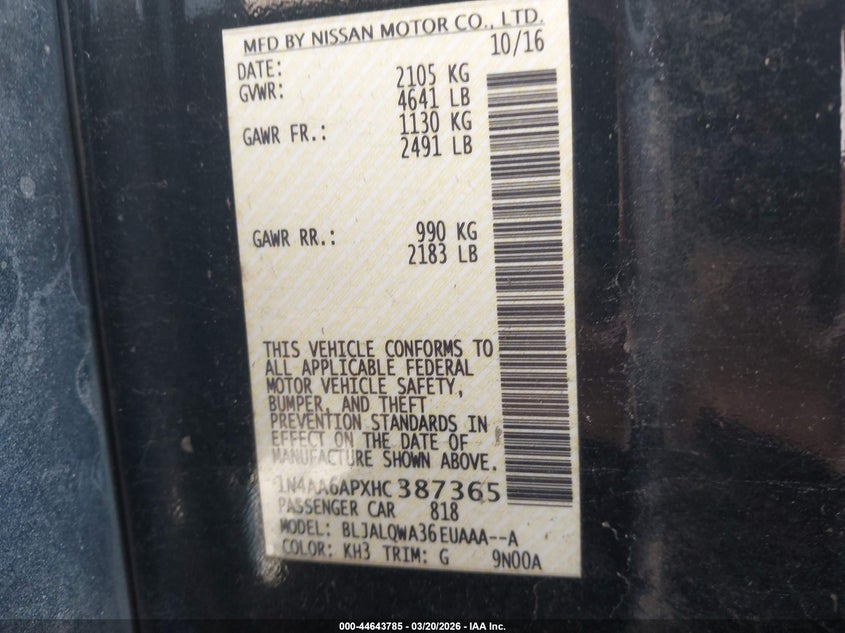 MFD BY NISSAN MOTOR CO., LTD.
DATE: 10/16
GVWR: 2105 KG
4641 LB
GAWR FR.: 1130 KG
2491 LB
GAWR RR.: 990 KG
2183 LB
THIS VEHICLE CONFORMS TO
ALL APPLICABLE FEDERAL
MOTOR VEHICLE SAFETY,
BUMPER, AND THEFT
PREVENTION STANDARDS IN
EFFECT ON THE DATE OF
MANUFACTURE SHOWN ABOVE.
1N4AA6APXHC387365
PASSENGER CAR 818
MODEL: BLJALQWA36EUAAA--A
COLOR: KH3 TRIM: G 9N00A
000-44643785 - 03/20/2026 - IAA Inc.